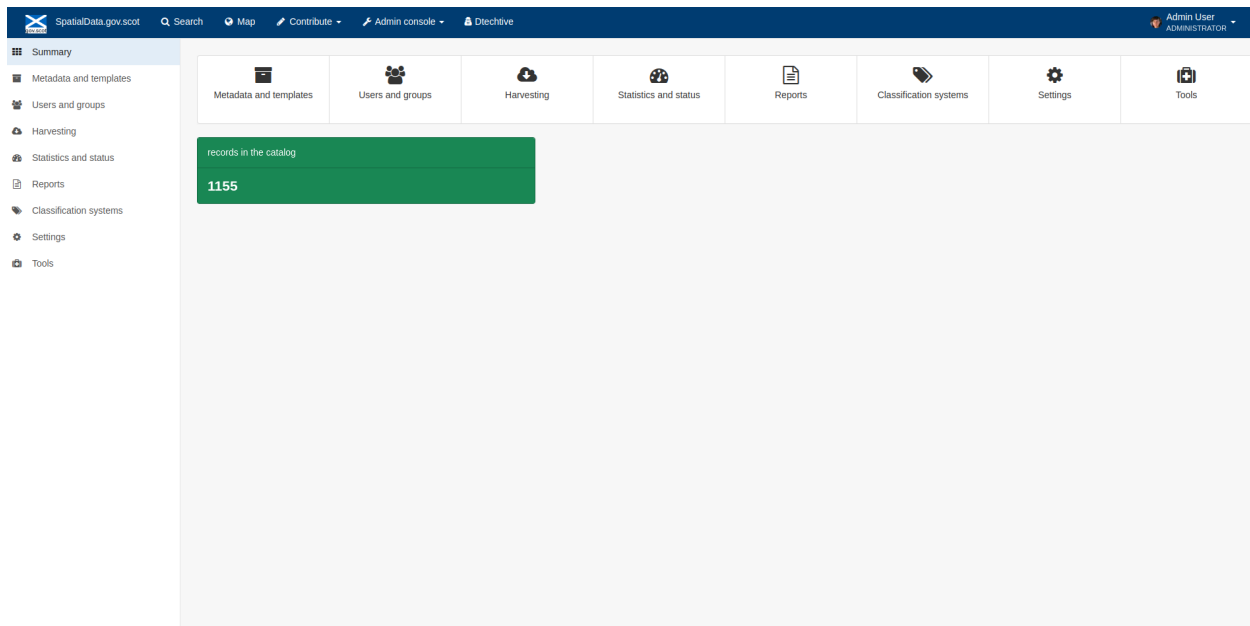 gov.scot SpatialData.gov.scot Search Map Contribute Admin console Dtechtive Admin User
ADMINISTRATOR
Summary
Metadata and templates
Users and groups
Harvesting
Statistics and status
Reports
Classification systems
Settings
Tools
Metadata and templates Users and groups Harvesting Statistics and status Reports Classification systems Settings Tools
records in the catalog
1155